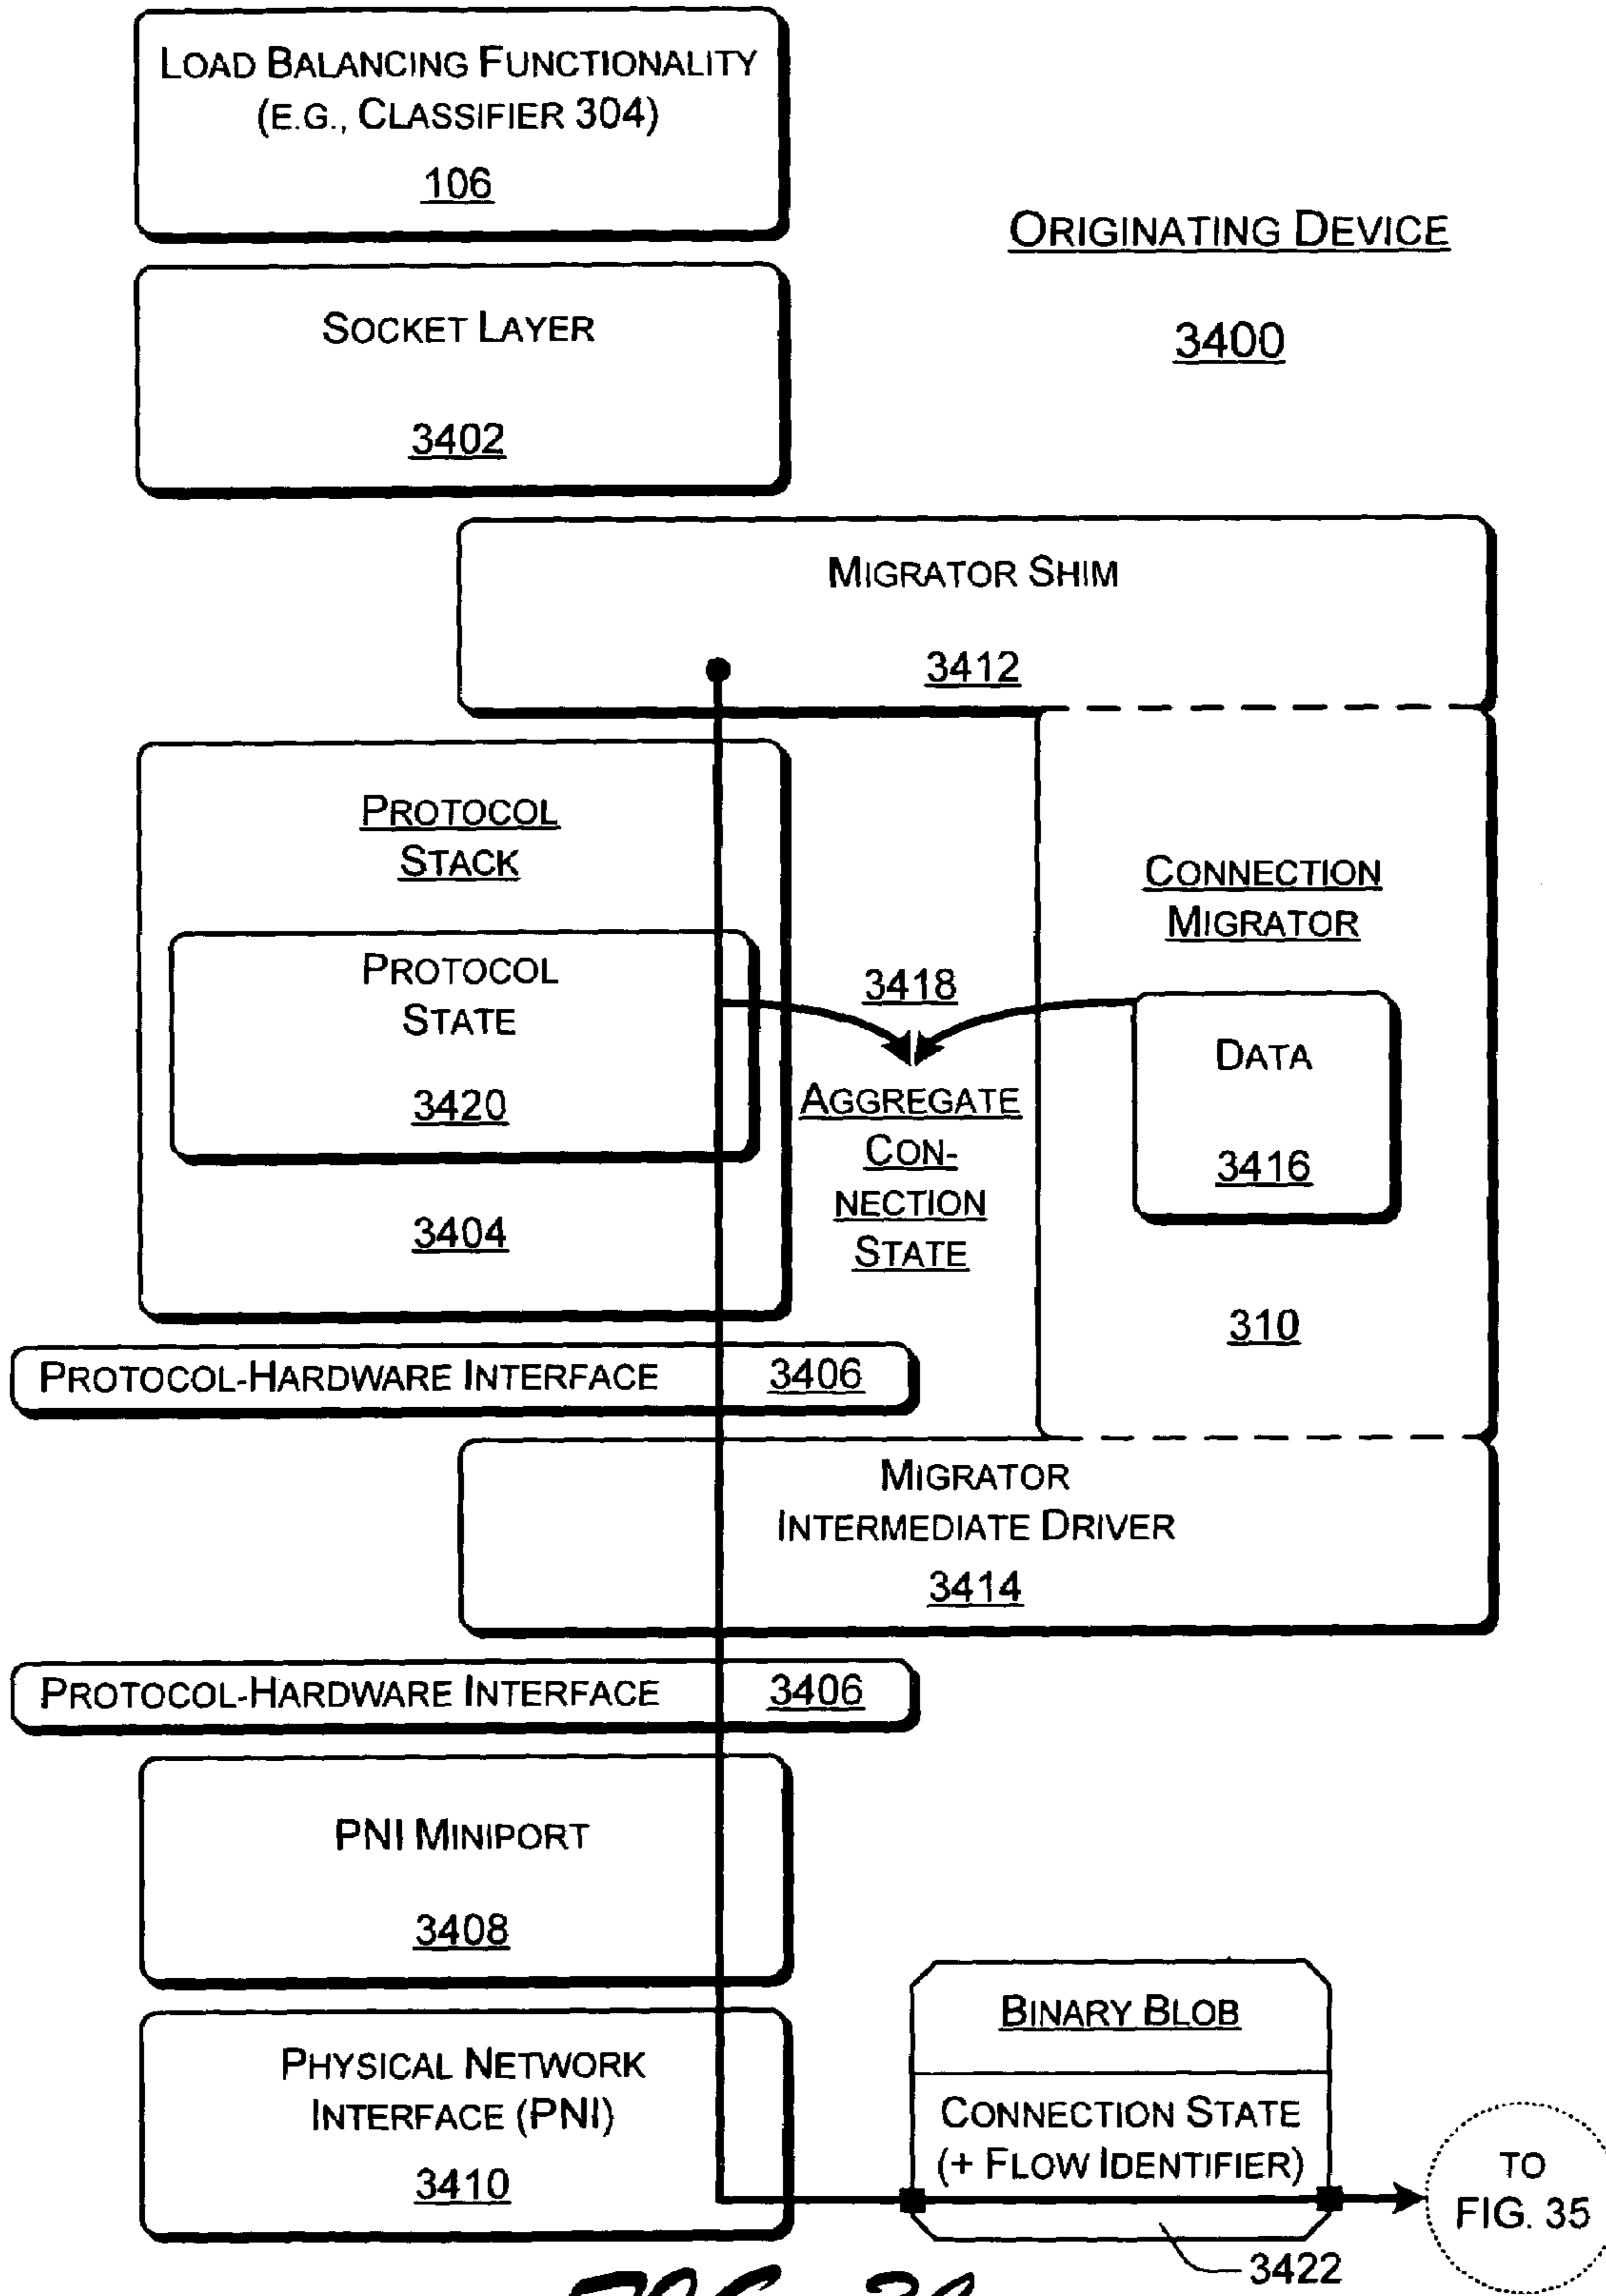 LOAD BALANCING FUNCTIONALITY
(E.G., CLASSIFIER 304)
106
ORIGINATING DEVICE
3400
SOCKET LAYER
3402
MIGRATOR SHIM
3412
PROTOCOL
STACK
PROTOCOL
STATE
3420
3404
3418
AGGREGATE
CON-
NECTION
STATE
CONNECTION
MIGRATOR
DATA
3416
310
PROTOCOL-HARDWARE INTERFACE 3406
MIGRATOR
INTERMEDIATE DRIVER
3414
PROTOCOL-HARDWARE INTERFACE 3406
PNI MINIPORT
3408
PHYSICAL NETWORK
INTERFACE (PNI)
3410
BINARY BLOB
CONNECTION STATE
(+ FLOW IDENTIFIER)
3422
TO
FIG. 35